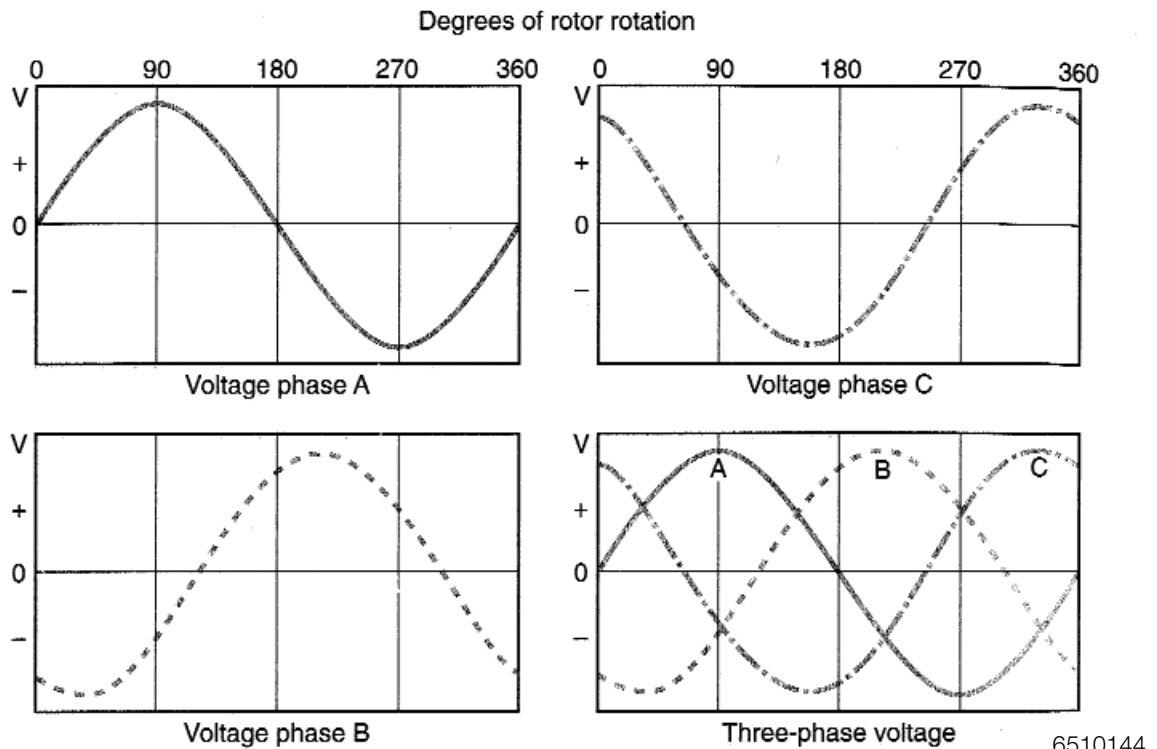 Degrees of rotor rotation
0 90 180 270 360
0 90 180 270 360
V
+
0
−
Voltage phase A
V
+
0
−
Voltage phase C
V
+
0
−
Voltage phase B
V
+
0
−
A
B
C
Three-phase voltage
6510144